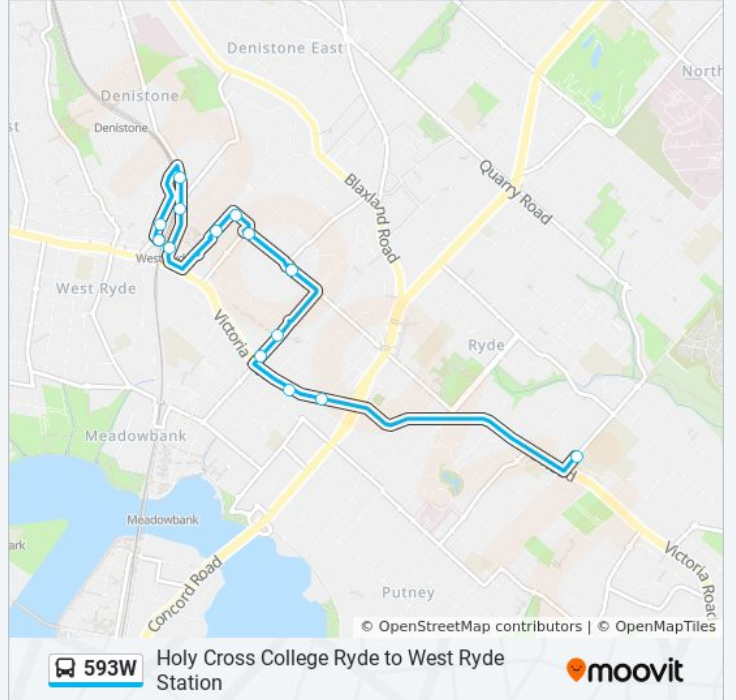 Denistone East
North
Denistone
Denistone
st
Quarry Road
Blaxland Road
West
West Ryde
Victoria
Ryde
Meadowbank
Meadowbank
ark
Concord Road
Putney
Victoria Road
© OpenStreetMap contributors | © OpenMapTiles
593W
Holy Cross College Ryde to West Ryde
Station
moovit